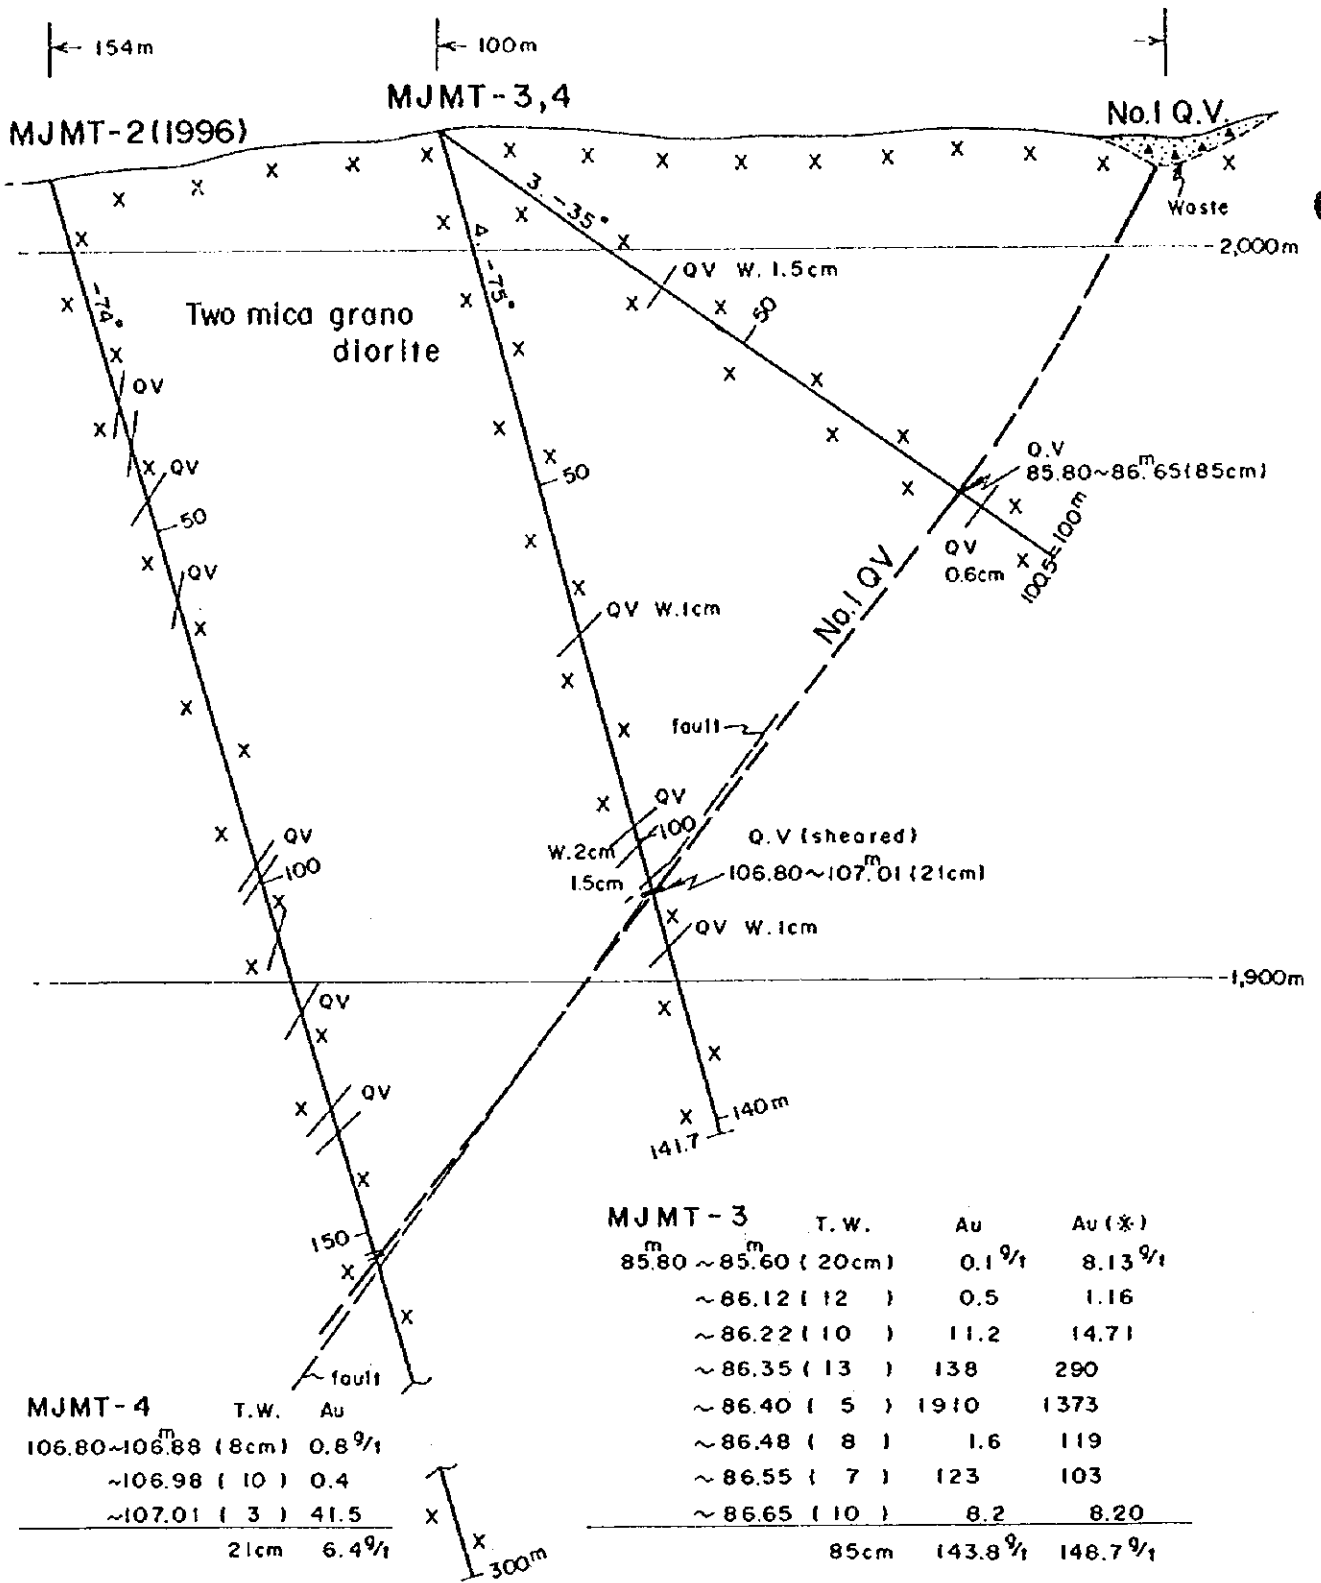 154m
100m
MJMT-3,4
No.1 Q.V.
MJMT-2(1996)
Waste
3. -35°
2,000m
4. -75°
QV W. 1.5cm
-74°
Two mica grano
diorite
50
QV
Q.V
85.80~86.65m(85cm)
QV
50
50
QV
0.6cm
100.5=100m
QV
No.1 QV
QV W.1cm
fault
QV
100
Q.V (sheared)
QV
W.2cm
100
1.5cm
106.80~107.01m (21cm)
QV W.1cm
1,900m
QV
QV
140m
141.7
150
fault
MJMT-3 T.W. Au Au (※)
85.80m ~ 85.60m ( 20cm) 0.1 g/t 8.13 g/t
~86.12 ( 12 ) 0.5 1.16
~86.22 ( 10 ) 11.2 14.71
~86.35 ( 13 ) 138 290
~86.40 ( 5 ) 1910 1373
~86.48 ( 8 ) 1.6 119
~86.55 ( 7 ) 123 103
~86.65 ( 10 ) 8.2 8.20
85cm 143.8 g/t 148.7 g/t
MJMT-4 T.W. Au
106.80~106.88m (8cm) 0.8 g/t
~106.98 ( 10 ) 0.4
~107.01 ( 3 ) 41.5
21cm 6.4 g/t
300m